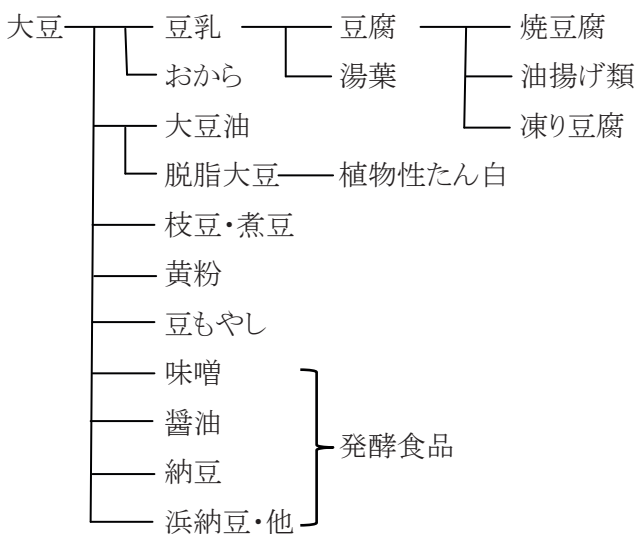 大豆 豆乳 豆腐 焼豆腐
おから 湯葉 油揚げ類
大豆油 凍り豆腐
脱脂大豆 植物性たん白
枝豆・煮豆
黄粉
豆もやし
味噌
醤油
発酵食品
納豆
浜納豆・他